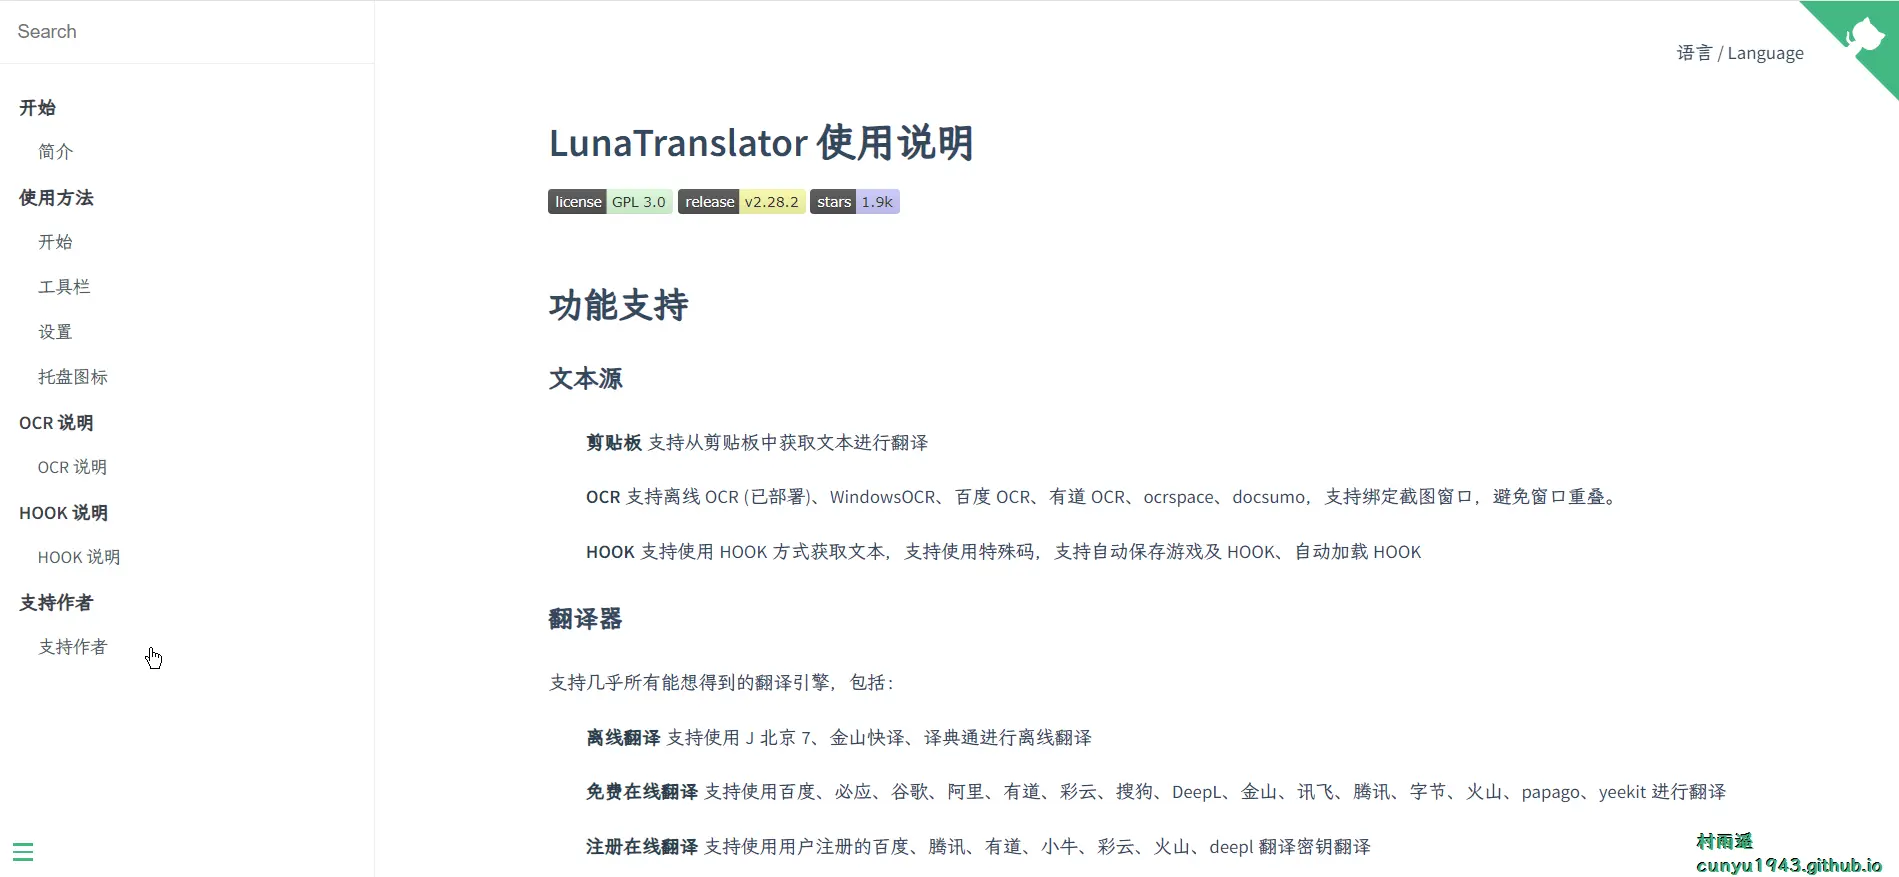 Search
开始
简介
使用方法
开始
工具栏
设置
托盘图标
OCR 说明
OCR 说明
HOOK 说明
HOOK 说明
支持作者
支持作者
语言 / Language
LunaTranslator 使用说明
license GPL 3.0 release v2.28.2 stars 1.9k
功能支持
文本源
剪贴板 支持从剪贴板中获取文本进行翻译
OCR 支持离线 OCR (已部署)、WindowsOCR、百度 OCR、有道 OCR、ocrspace、docsumo，支持绑定截图窗口，避免窗口重叠。
HOOK 支持使用 HOOK 方式获取文本，支持使用特殊码，支持自动保存游戏及 HOOK、自动加载 HOOK
翻译器
支持几乎所有能想得到的翻译引擎，包括：
离线翻译 支持使用 J 北京 7、金山快译、译典通进行离线翻译
免费在线翻译 支持使用百度、必应、谷歌、阿里、有道、彩云、搜狗、DeepL、金山、讯飞、腾讯、字节、火山、papago、yeekit 进行翻译
注册在线翻译 支持使用用户注册的百度、腾讯、有道、小牛、彩云、火山、deepl 翻译密钥翻译
村雨遥
cunyu1943.github.io